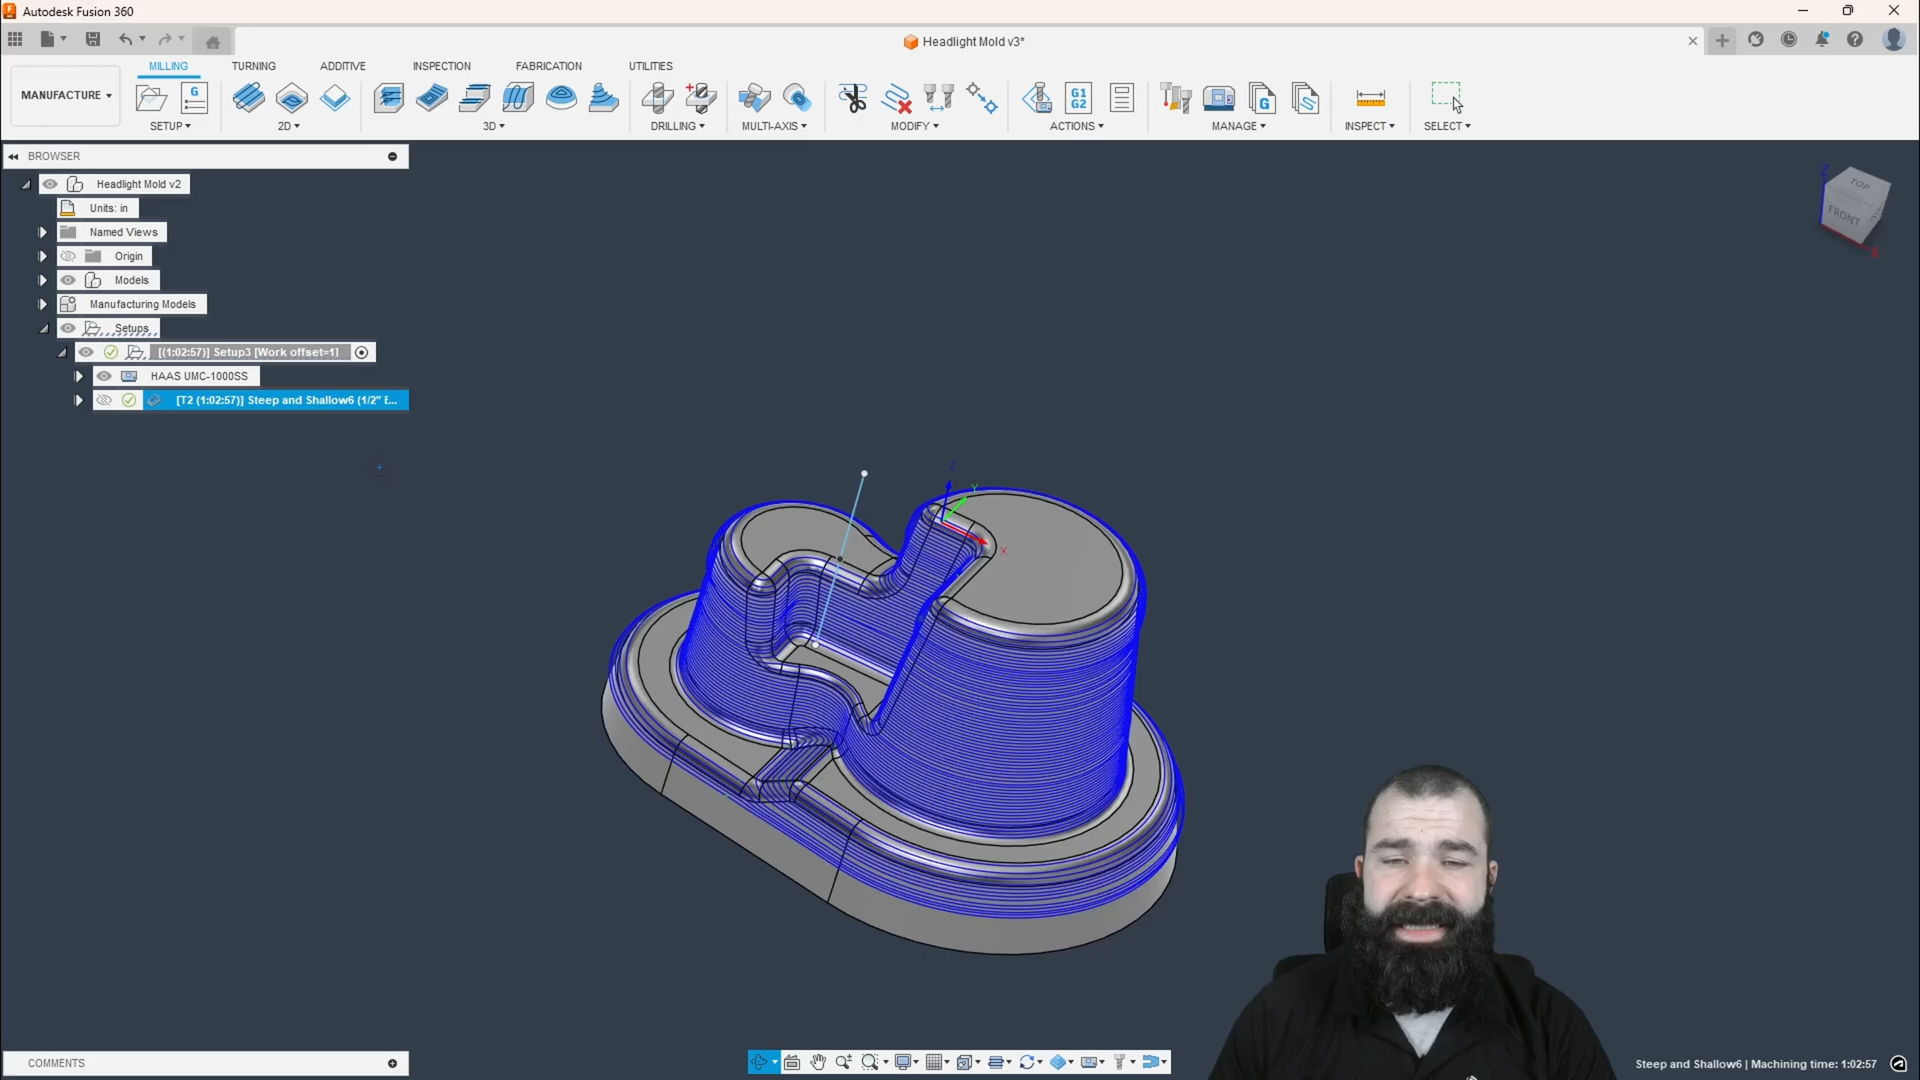 Autodesk Fusion 360
Headlight Mold v3*
MILLING TURNING ADDITIVE INSPECTION FABRICATION UTILITIES
MANUFACTURE
G
G1
G2
G
S
SETUP 2D 3D DRILLING MULTI-AXIS MODIFY ACTIONS MANAGE INSPECT SELECT
BROWSER
Headlight Mold v2
Units: in
Named Views
Origin
Models
Manufacturing Models
Setups
[(1:02:57)] Setup3 [Work offset=1]
HAAS UMC-1000SS
[T2 (1:02:57)] Steep and Shallow6 (1/2" E...
Z
TOP
FRONT
X
Z
Y
X
COMMENTS
Steep and Shallow6 | Machining time: 1:02:57